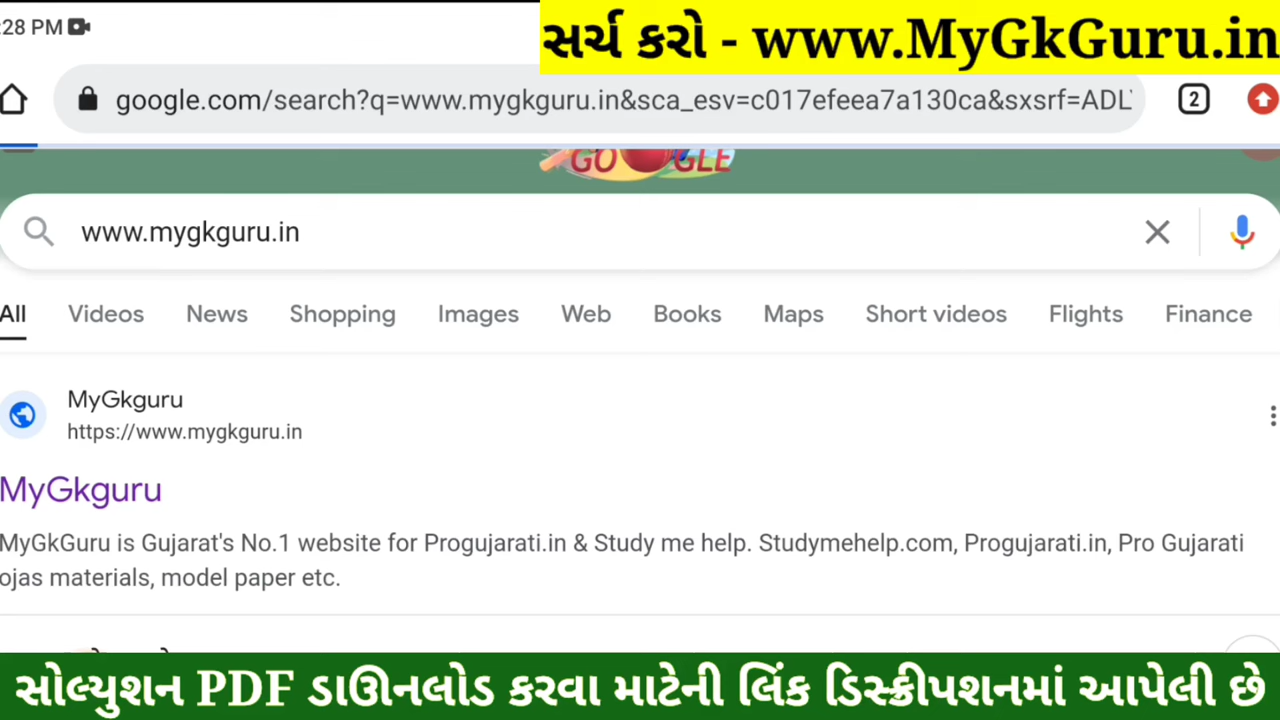 :28 PM
સર્ચ કરો - www.MyGkGuru.in
google.com/search?q=www.mygkguru.in&sca_esv=c017efeea7a130ca&sxsrf=ADL
2
GO GLE
www.mygkguru.in
All Videos News Shopping Images Web Books Maps Short videos Flights Finance
MyGkguru
https://www.mygkguru.in
MyGkguru
MyGkGuru is Gujarat's No.1 website for Progujarati.in & Study me help. Studymehelp.com, Progujarati.in, Pro Gujarati
ojas materials, model paper etc.
સોલ્યુશન PDF ડાઊનલોડ કરવા માટેની લિંક ડિસ્ક્રીપશનમાં આપેલી છે